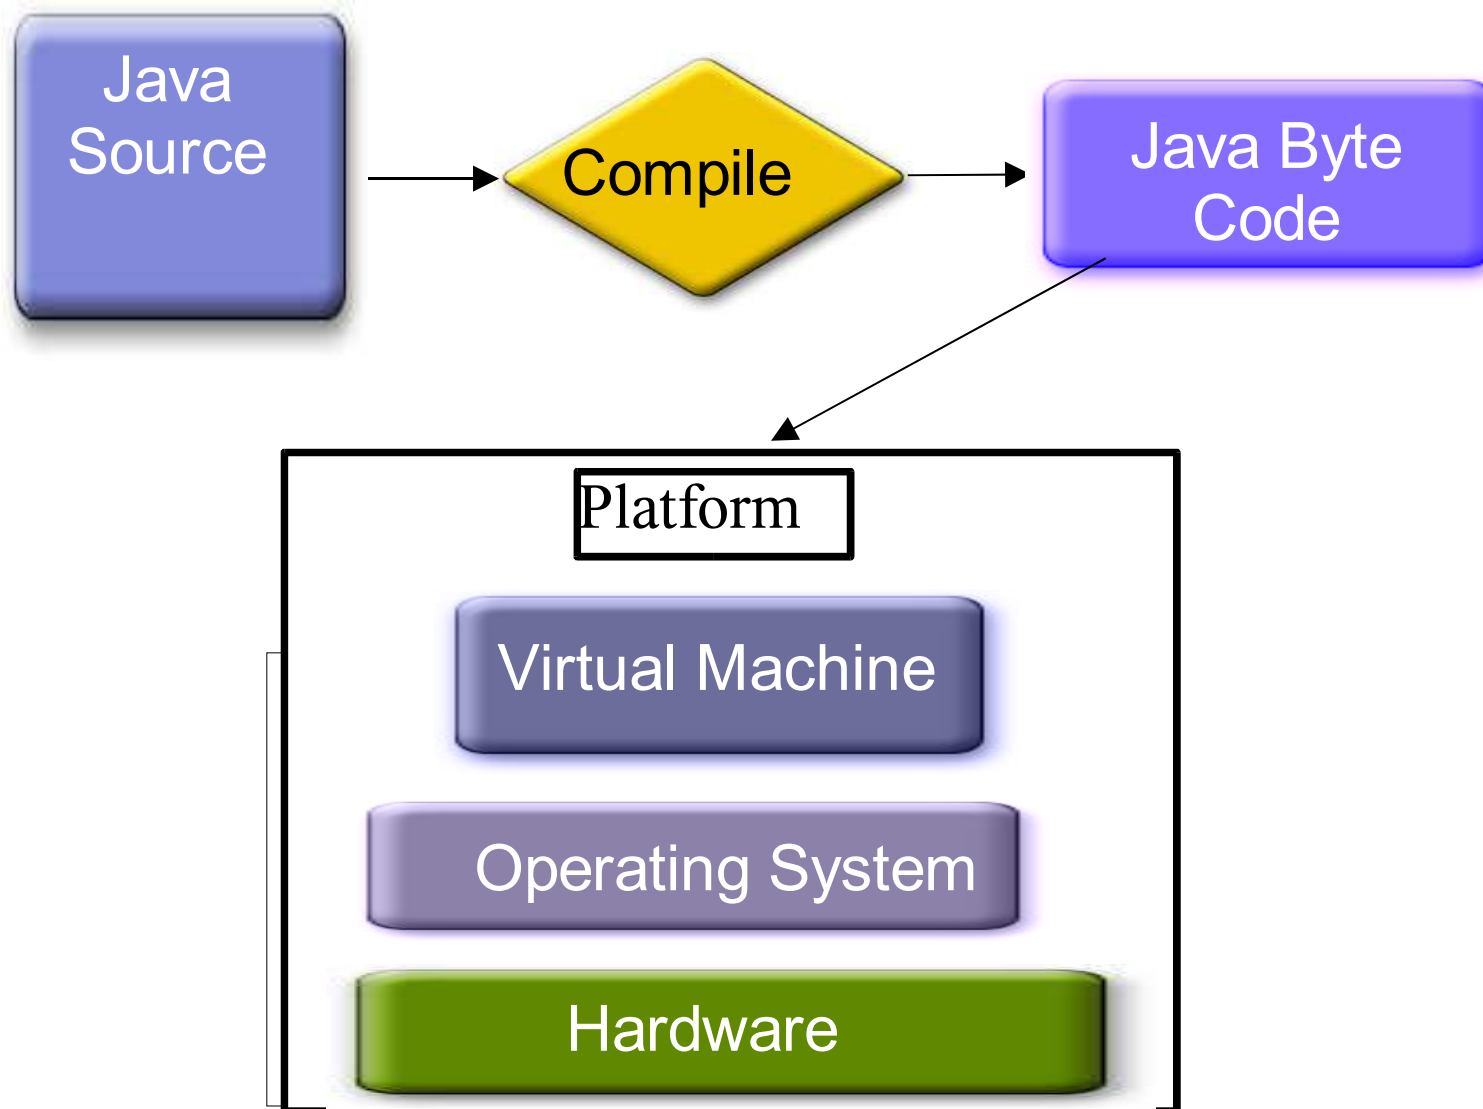 Java
Source
Compile
Java Byte
Code
Platform
Virtual Machine
Operating System
Hardware